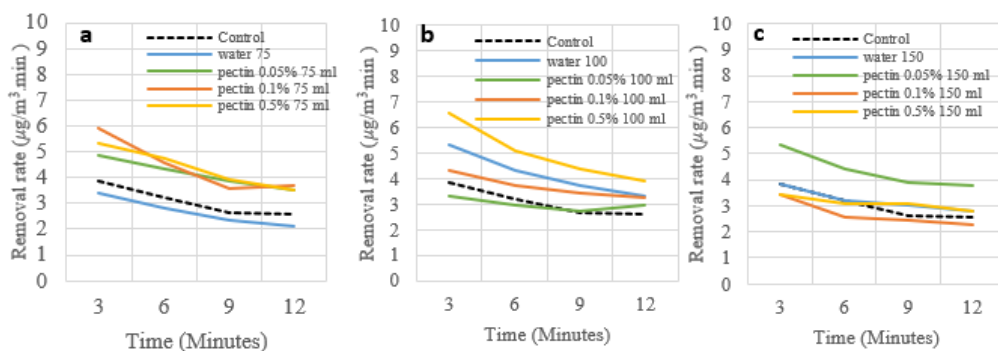 a
Control
water 75
pectin 0.05% 75 ml
pectin 0.1% 75 ml
pectin 0.5% 75 ml
Removal rate (µg/m³.min)
10
9
8
7
6
5
4
3
2
1
0
3 6 9 12
Time (Minutes)
b
Control
water 100
pectin 0.05% 100 ml
pectin 0.1% 100 ml
pectin 0.5% 100 ml
Removal rate (µg/m³.min)
10
9
8
7
6
5
4
3
2
1
0
3 6 9 12
Time (Minutes)
c
Control
water 150
pectin 0.05% 150 ml
pectin 0.1% 150 ml
pectin 0.5% 150 ml
Removal rate (µg/m³.min)
10
9
8
7
6
5
4
3
2
1
0
3 6 9 12
Time (Minutes)